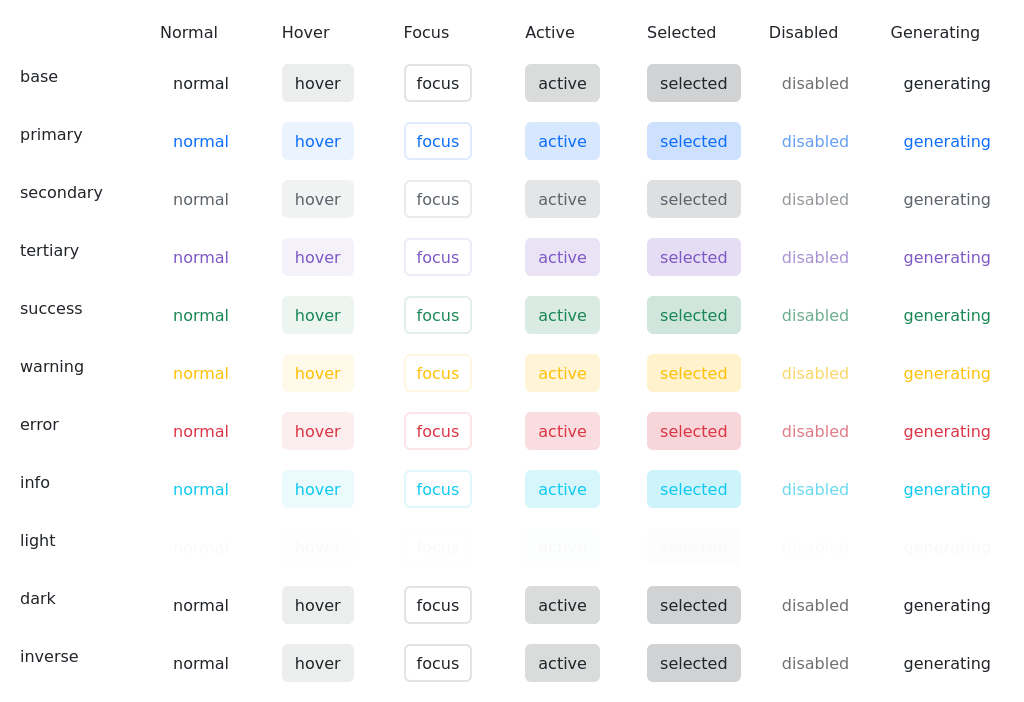 Normal Hover Focus Active Selected Disabled Generating
base normal hover focus active selected disabled generating
primary normal hover focus active selected disabled generating
secondary normal hover focus active selected disabled generating
tertiary normal hover focus active selected disabled generating
success normal hover focus active selected disabled generating
warning normal hover focus active selected disabled generating
error normal hover focus active selected disabled generating
info normal hover focus active selected disabled generating
light normal hover focus active selected disabled generating
dark normal hover focus active selected disabled generating
inverse normal hover focus active selected disabled generating